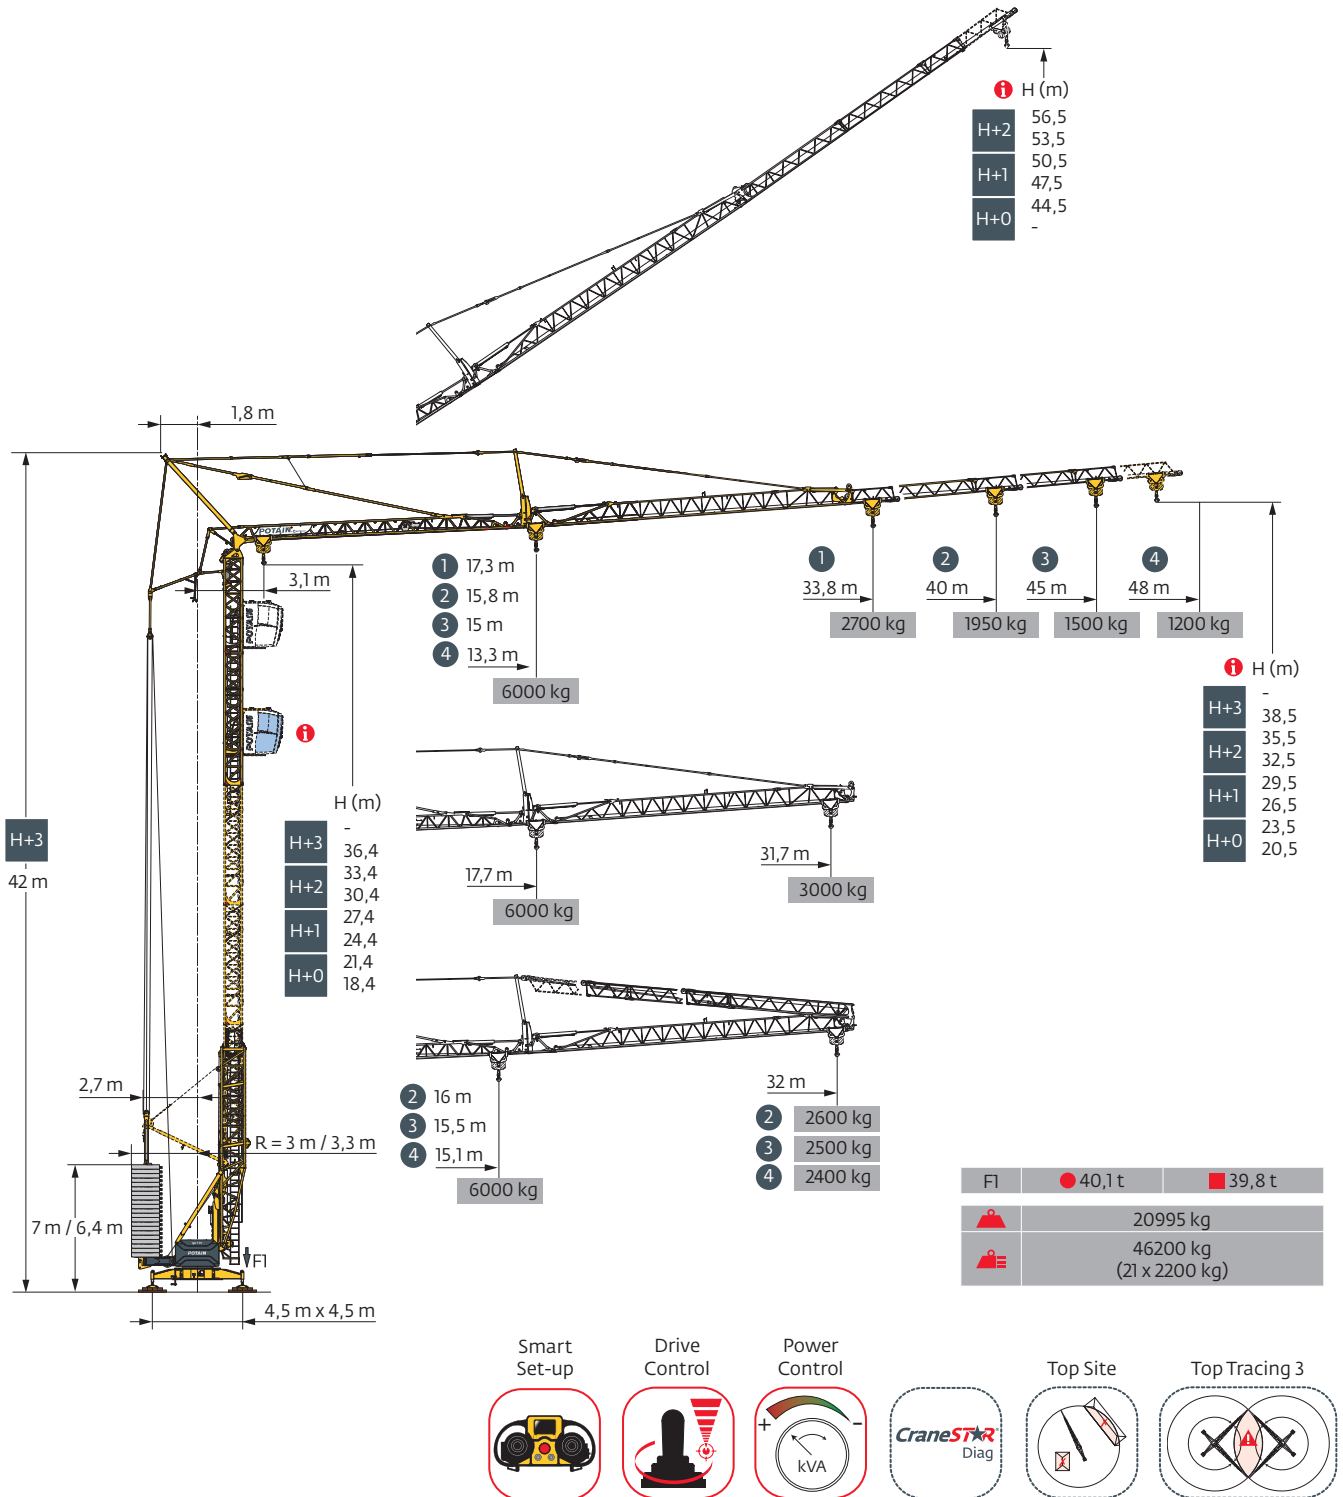 H (m)
H+2
56,5
53,5
H+1
50,5
47,5
H+0
44,5
-
1,8 m
POTAIN
3,1 m
1 17,3 m
2 15,8 m
3 15 m
4 13,3 m
6000 kg
1
33,8 m
2700 kg
2
40 m
1950 kg
3
45 m
1500 kg
4
48 m
1200 kg
POTAIN
POTAIN
H (m)
-
H+3
38,5
35,5
H+2
32,5
29,5
H+1
26,5
23,5
H+0
20,5
H (m)
-
H+3
36,4
33,4
H+2
30,4
27,4
H+1
24,4
21,4
H+0
18,4
H+3
42 m
17,7 m
6000 kg
31,7 m
3000 kg
2,7 m
R = 3 m / 3,3 m
7 m / 6,4 m
POTAIN
F1
4,5 m x 4,5 m
2 16 m
3 15,5 m
4 15,1 m
6000 kg
32 m
2 2600 kg
3 2500 kg
4 2400 kg
F1 40,1 t 39,8 t
20995 kg
46200 kg
(21 x 2200 kg)
Smart
Set-up
Drive
Control
Power
Control
+ -
kVA
CraneSTAR
Diag
Top Site
Top Tracing 3